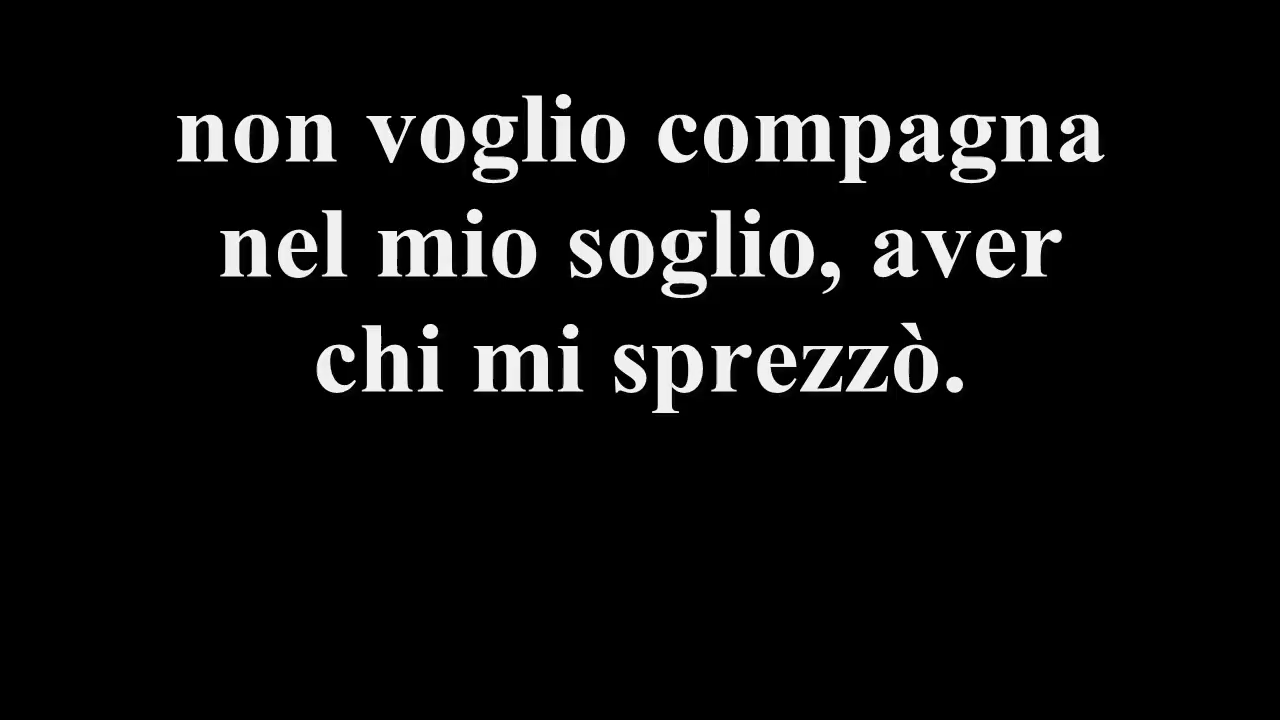 non voglio compagna
nel mio soglio, aver
chi mi sprezzò.